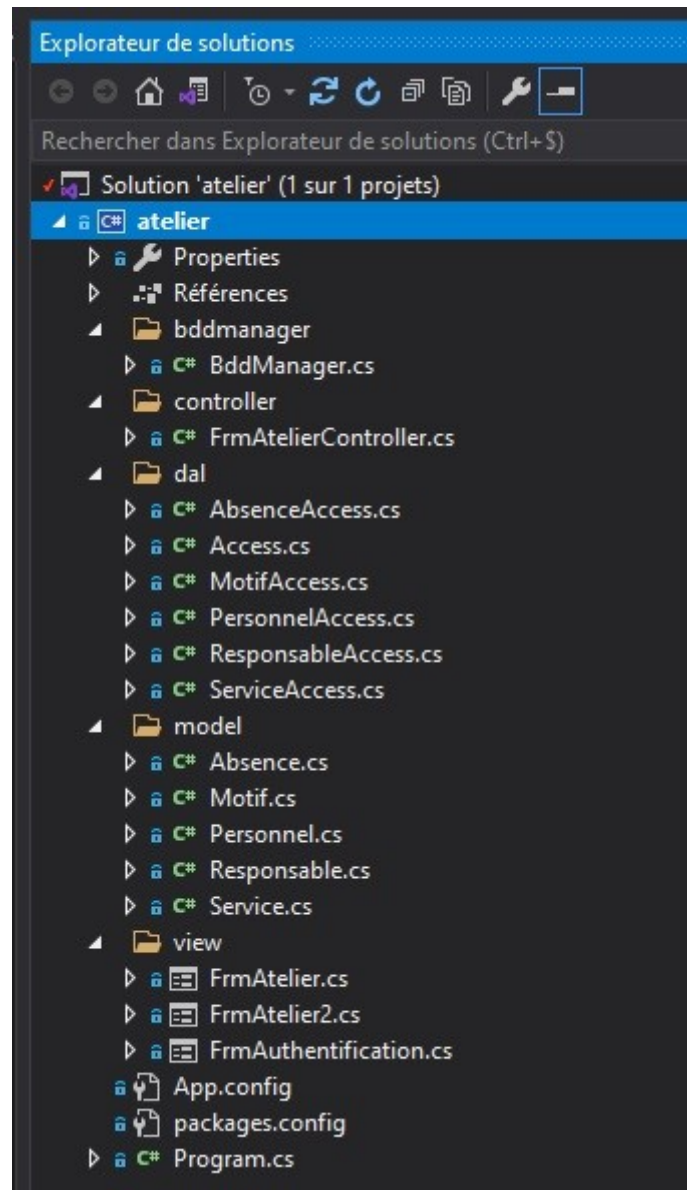 Explorateur de solutions
Rechercher dans Explorateur de solutions (Ctrl+$)
Solution 'atelier' (1 sur 1 projets)
C# atelier
Properties
Références
bddmanager
C# BddManager.cs
controller
C# FrmAtelierController.cs
dal
C# AbsenceAccess.cs
C# Access.cs
C# MotifAccess.cs
C# PersonnelAccess.cs
C# ResponsableAccess.cs
C# ServiceAccess.cs
model
C# Absence.cs
C# Motif.cs
C# Personnel.cs
C# Responsable.cs
C# Service.cs
view
FrmAtelier.cs
FrmAtelier2.cs
FrmAuthentification.cs
App.config
packages.config
C# Program.cs